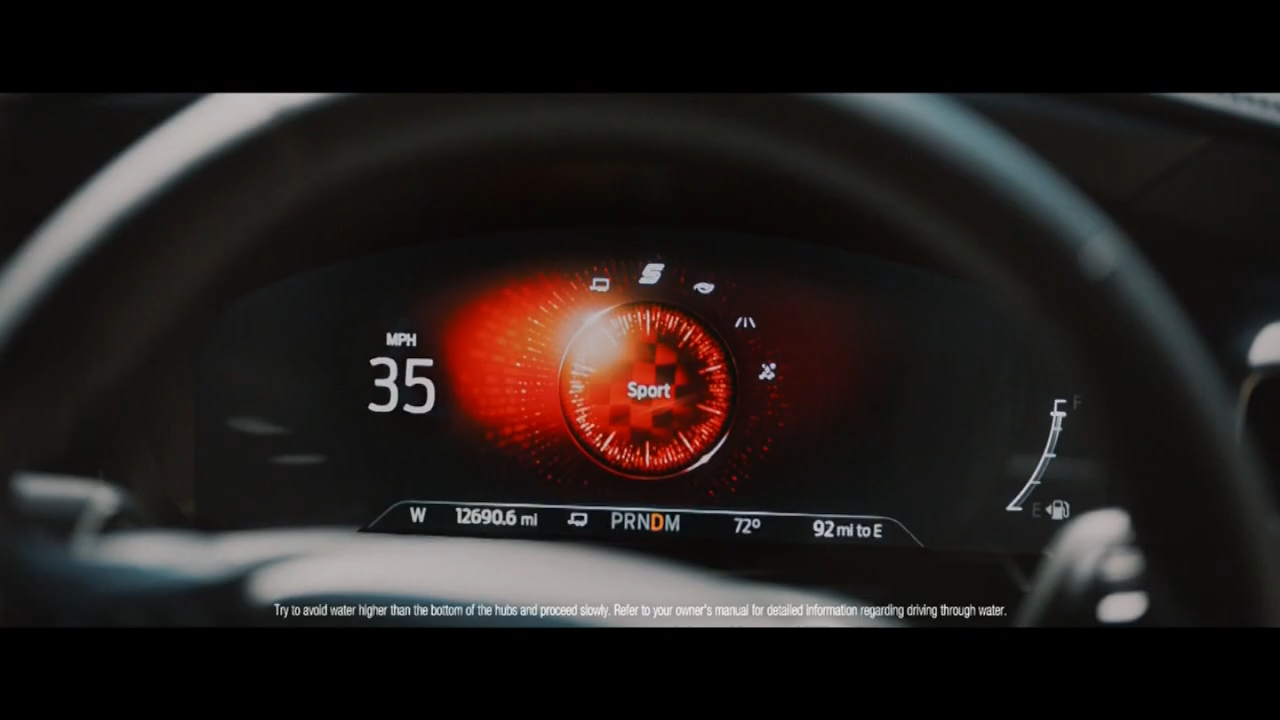 S
MPH
35
Sport
F
E
W 12690.6 mi PRNDM 72º 92 mi to E
Try to avoid water higher than the bottom of the hubs and proceed slowly. Refer to your owner's manual for detailed information regarding driving through water.